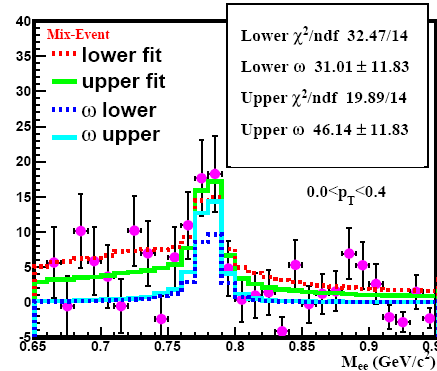 40
35
30
25
20
15
10
5
0
-5
Mix-Event
lower fit
upper fit
ω lower
ω upper
Lower χ²/ndf 32.47/14
Lower ω 31.01 ± 11.83
Upper χ²/ndf 19.89/14
Upper ω 46.14 ± 11.83
0.0<p_T<0.4
0.65 0.7 0.75 0.8 0.85 0.9
M_ee (GeV/c²)